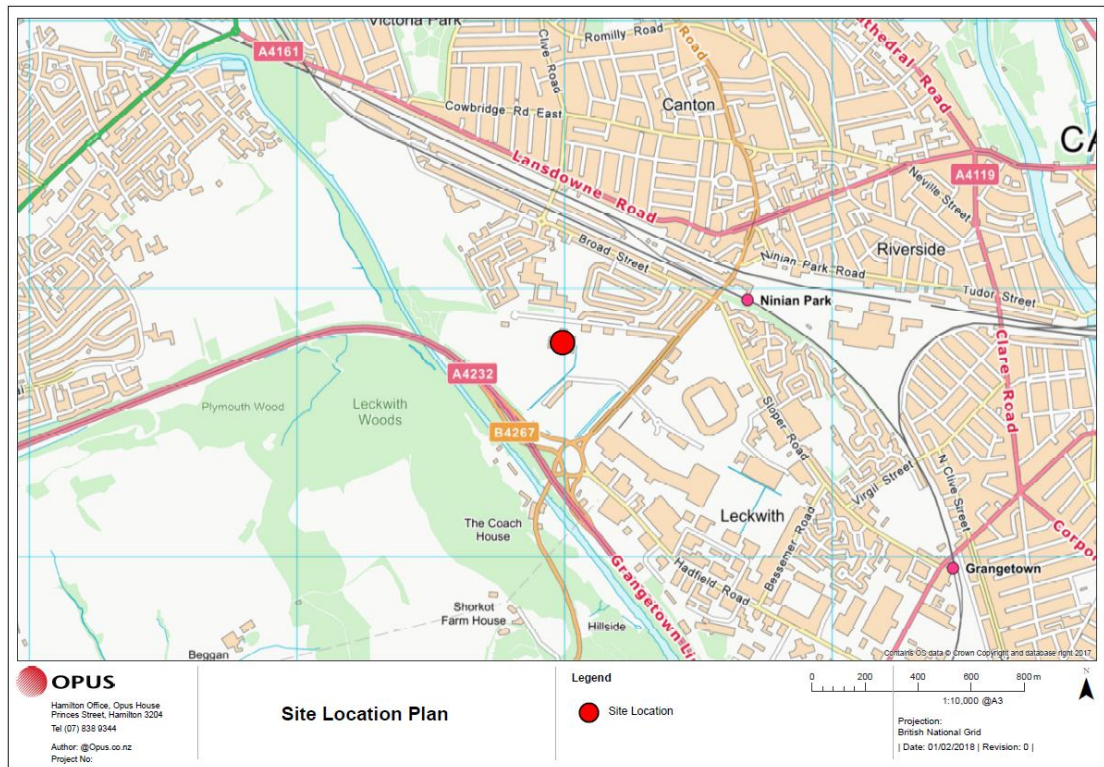 Victoria Park
A4161
Romilly Road
Clive Road
Road
Cowbridge Rd East
Canton
Cathedral Road
CA
Lansdowne Road
A4119
Neville Street
Riverside
Broad Street
Ninian Park Road
Tudor Street
Ninian Park
A4232
Clare Road
Plymouth Wood
Leckwith
Woods
B4267
Sloper Road
Virgil Street
N Clive Street
Leckwith
The Coach
House
Bessemer Road
Corpo
Grangetown Li
Hadfield Road
Grangetown
Shorkot
Farm House
Hillside
Beggan
Contains OS data © Crown Copyright and database right 2017
OPUS
Hamilton Office, Opus House
Princes Street, Hamilton 3204
Tel (07) 838 9344
Author: @Opus.co.nz
Project No:
Site Location Plan
Legend
Site Location
0 200 400 600 800 m
1:10,000 @A3
N
Projection:
British National Grid
| Date: 01/02/2018 | Revision: 0 |